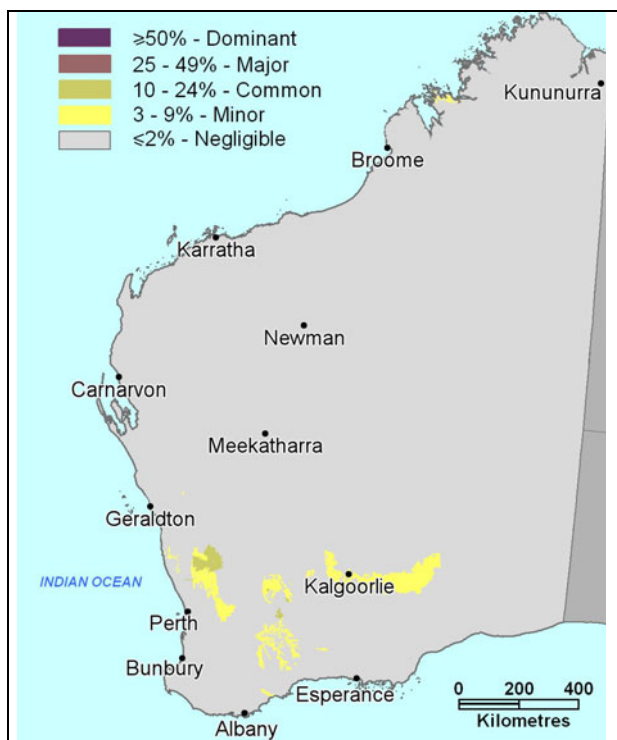 ≥50% - Dominant
25 - 49% - Major
10 - 24% - Common
3 - 9% - Minor
≤2% - Negligible
Kununurra
Broome
Karratha
Newman
Carnarvon
Meekatharra
Geraldton
INDIAN OCEAN
Kalgoorlie
Perth
Bunbury
Esperance
Albany
0 200 400
Kilometres